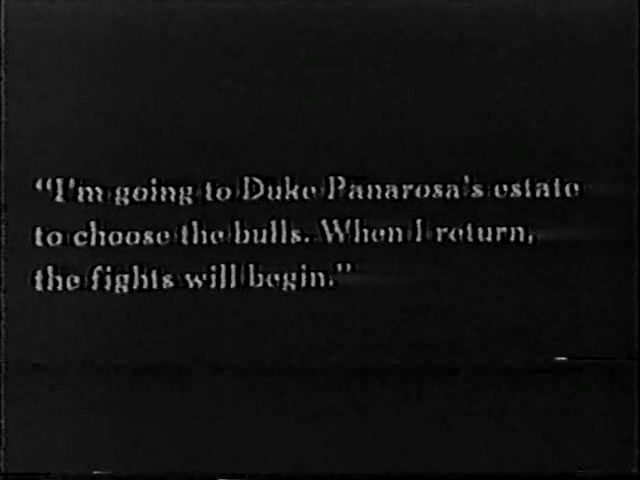 "I'm going to Duke Panarosa's estate
to choose the bulls. When I return,
the fights will begin."